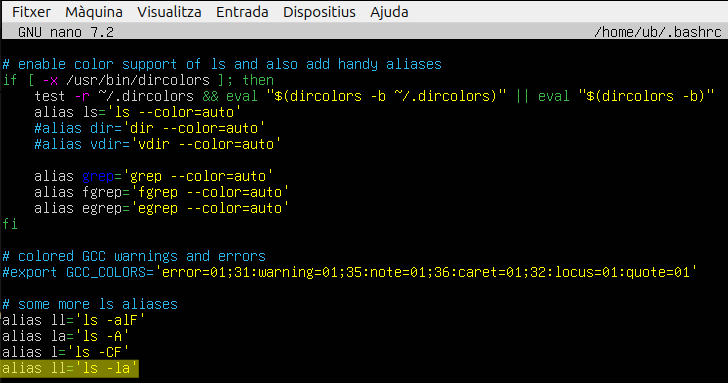 Fitxer Màquina Visualitza Entrada Dispositius Ajuda
GNU nano 7.2 /home/ub/.bashrc
# enable color support of ls and also add handy aliases
if [ -x /usr/bin/dircolors ]; then
    test -r ~/.dircolors && eval "$(dircolors -b ~/.dircolors)" || eval "$(dircolors -b)"
    alias ls='ls --color=auto'
    #alias dir='dir --color=auto'
    #alias vdir='vdir --color=auto'
    alias grep='grep --color=auto'
    alias fgrep='fgrep --color=auto'
    alias egrep='egrep --color=auto'
fi
# colored GCC warnings and errors
#export GCC_COLORS='error=01;31:warning=01;35:note=01;36:caret=01;32:locus=01:quote=01'
# some more ls aliases
alias ll='ls -alF'
alias la='ls -A'
alias l='ls -CF'
alias ll='ls -la'